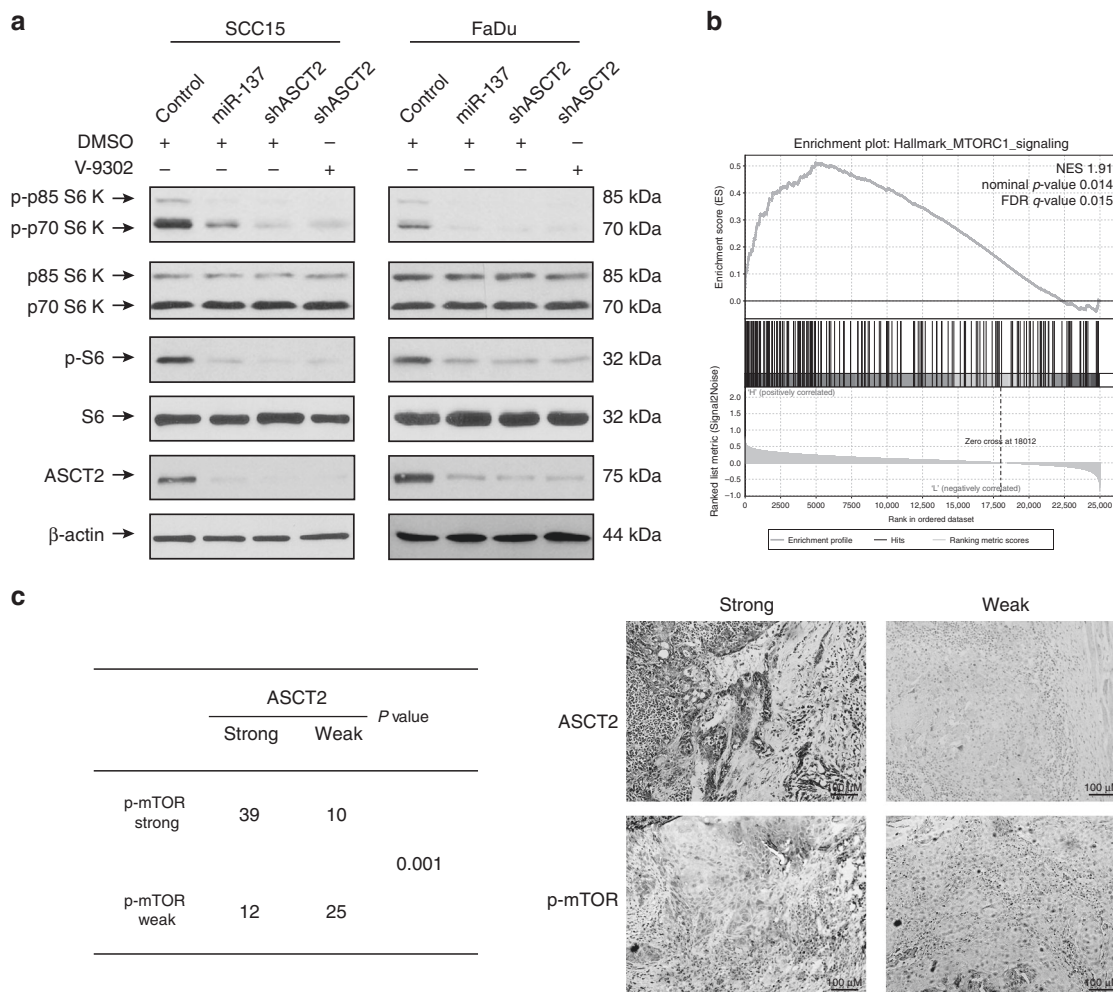 a
SCC15
FaDu
Control
miR-137
shASCT2
shASCT2
Control
miR-137
shASCT2
shASCT2
DMSO + + + – + + + –
V-9302 – – – + – – – +
p-p85 S6 K 85 kDa
p-p70 S6 K 70 kDa
p85 S6 K 85 kDa
p70 S6 K 70 kDa
p-S6 32 kDa
S6 32 kDa
ASCT2 75 kDa
β-actin 44 kDa
b
Enrichment plot: Hallmark_MTORC1_signaling
NES 1.91
nominal p-value 0.014
FDR q-value 0.015
Enrichment score (ES)
0.5
0.4
0.3
0.2
0.1
0.0
'H' (positively correlated)
Ranked list metric (Signal2Noise)
2.0
1.5
1.0
0.5
0.0
–0.5
–1.0
Zero cross at 18012
'L' (negatively correlated)
0 2500 5000 7500 10,000 12,500 15,000 17,500 20,000 22,500 25,000
Rank in ordered dataset
Enrichment profile Hits Ranking metric scores
c
ASCT2
P value
Strong Weak
p-mTOR
strong
39 10
0.001
p-mTOR
weak
12 25
Strong Weak
ASCT2
100 μM
100 μM
p-mTOR
100 μM
100 μM